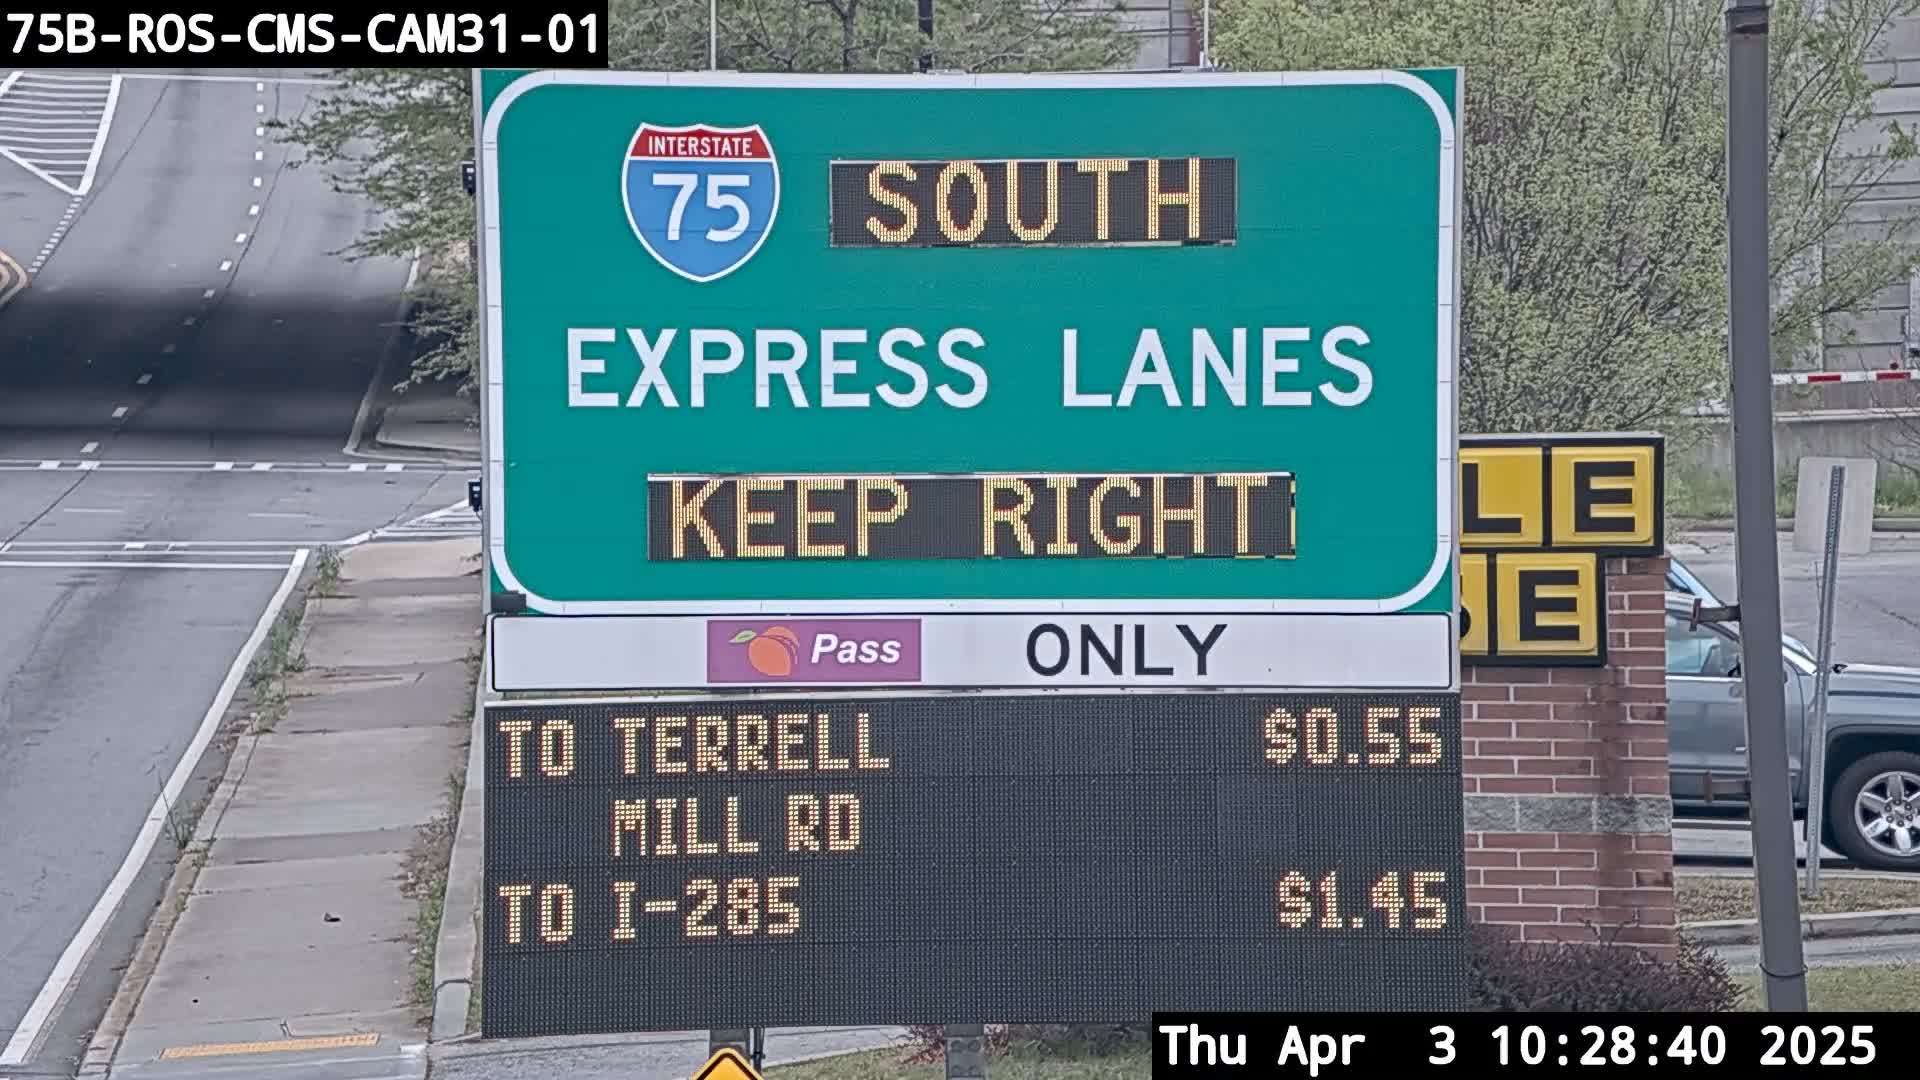 75B-ROS-CMS-CAM31-01
INTERSTATE
75
SOUTH
EXPRESS LANES
KEEP RIGHT
Pass ONLY
TO TERRELL $0.55
MILL RD
TO I-285 $1.45
LE
E
Thu Apr 3 10:28:40 2025